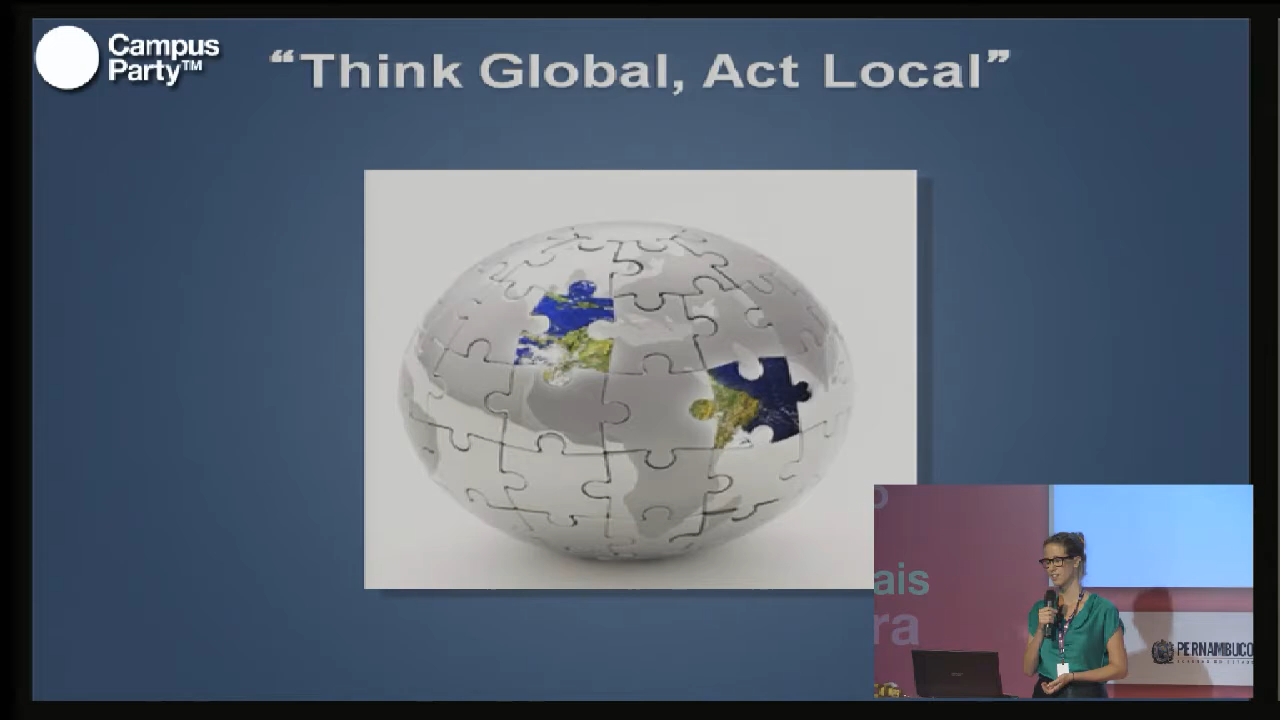 Campus
Party™
“Think Global, Act Local”
ais
ra
PERNAMBUCO